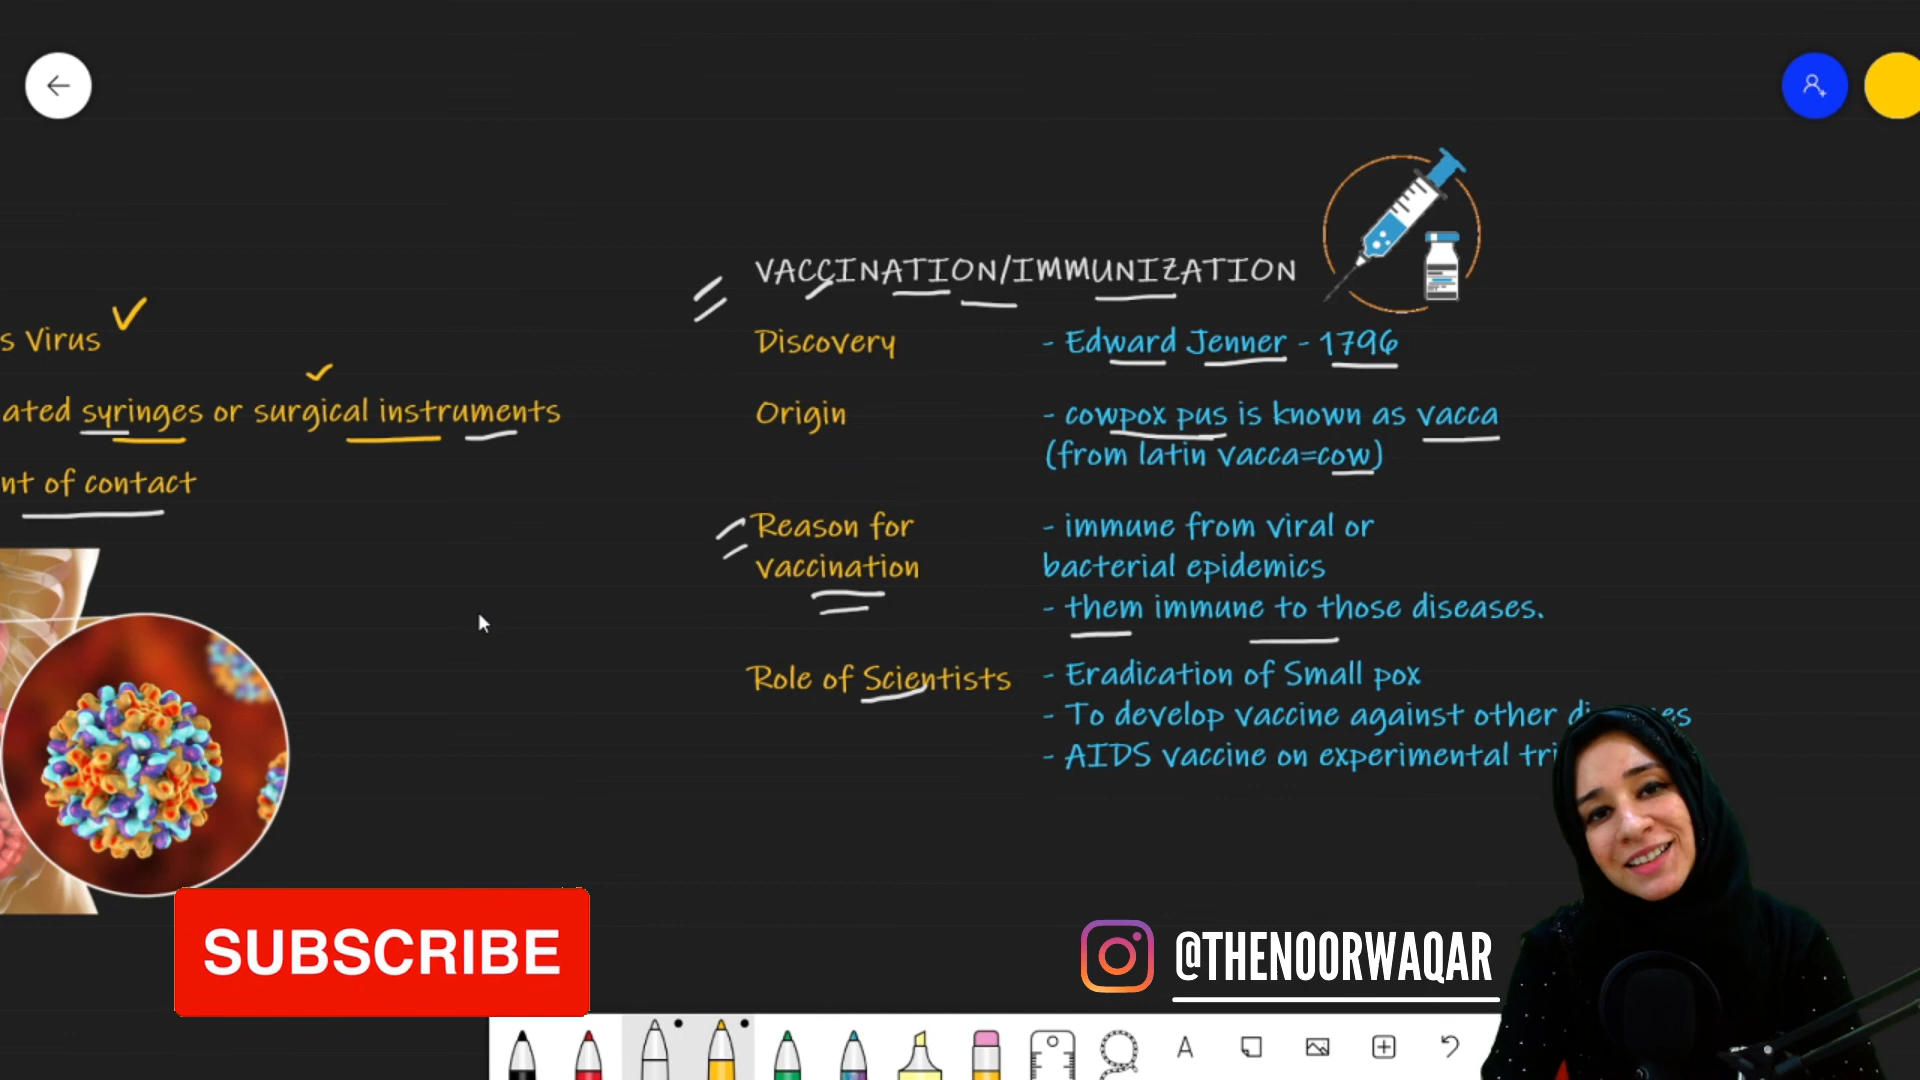 s Virus
ated syringes or surgical instruments
nt of contact
VACCINATION/IMMUNIZATION
Discovery - Edward Jenner - 1796
Origin - cowpox pus is known as vacca
(from latin vacca=cow)
Reason for - immune from viral or
vaccination bacterial epidemics
- them immune to those diseases.
Role of Scientists - Eradication of Small pox
- To develop vaccine against other
- AIDS vaccine on experimental
SUBSCRIBE
@THENOORWAQAR
A